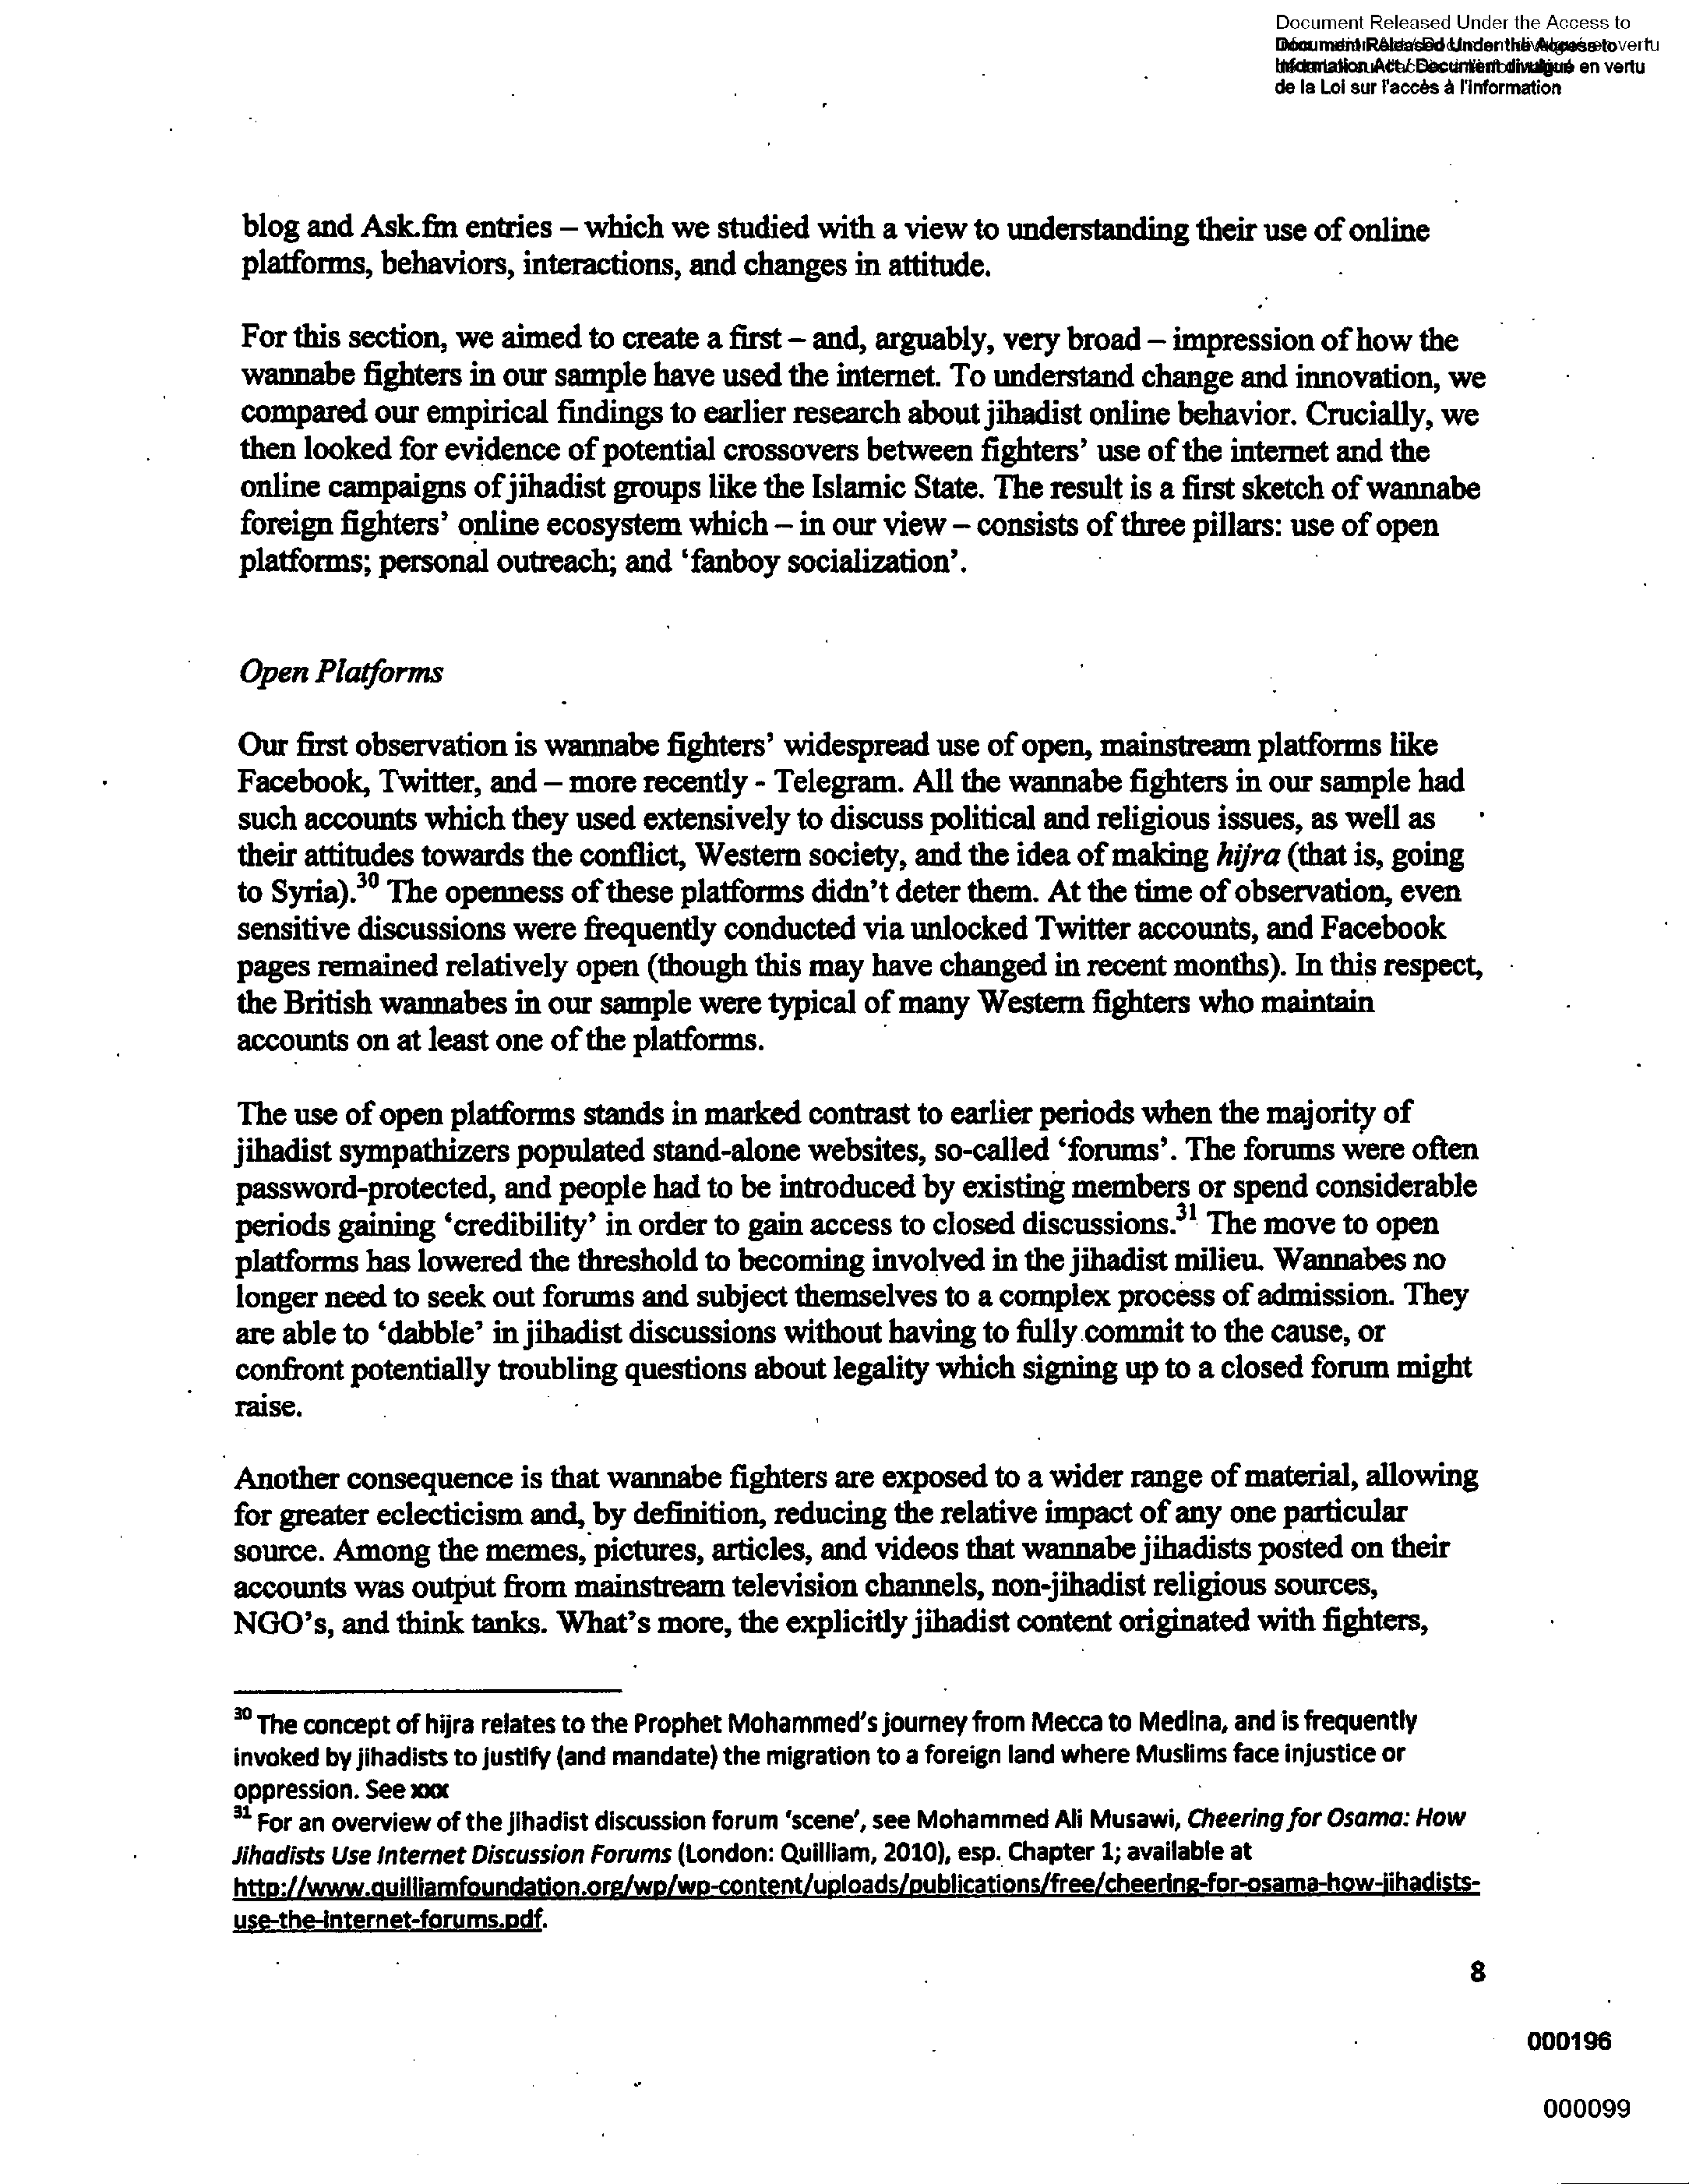 Document Released Under the Access to
Document Released Under the Access to vertu
Information Act / Document divulgué en vertu
de la Loi sur l'accès à l'information
blog and Ask.fm entries – which we studied with a view to understanding their use of online
platforms, behaviors, interactions, and changes in attitude.
For this section, we aimed to create a first – and, arguably, very broad – impression of how the
wannabe fighters in our sample have used the internet. To understand change and innovation, we
compared our empirical findings to earlier research about jihadist online behavior. Crucially, we
then looked for evidence of potential crossovers between fighters' use of the internet and the
online campaigns of jihadist groups like the Islamic State. The result is a first sketch of wannabe
foreign fighters' online ecosystem which – in our view – consists of three pillars: use of open
platforms; personal outreach; and 'fanboy socialization'.
Open Platforms
Our first observation is wannabe fighters' widespread use of open, mainstream platforms like
Facebook, Twitter, and – more recently - Telegram. All the wannabe fighters in our sample had
such accounts which they used extensively to discuss political and religious issues, as well as
their attitudes towards the conflict, Western society, and the idea of making hijra (that is, going
to Syria).30 The openness of these platforms didn't deter them. At the time of observation, even
sensitive discussions were frequently conducted via unlocked Twitter accounts, and Facebook
pages remained relatively open (though this may have changed in recent months). In this respect,
the British wannabes in our sample were typical of many Western fighters who maintain
accounts on at least one of the platforms.
The use of open platforms stands in marked contrast to earlier periods when the majority of
jihadist sympathizers populated stand-alone websites, so-called 'forums'. The forums were often
password-protected, and people had to be introduced by existing members or spend considerable
periods gaining 'credibility' in order to gain access to closed discussions.31 The move to open
platforms has lowered the threshold to becoming involved in the jihadist milieu. Wannabes no
longer need to seek out forums and subject themselves to a complex process of admission. They
are able to 'dabble' in jihadist discussions without having to fully commit to the cause, or
confront potentially troubling questions about legality which signing up to a closed forum might
raise.
Another consequence is that wannabe fighters are exposed to a wider range of material, allowing
for greater eclecticism and, by definition, reducing the relative impact of any one particular
source. Among the memes, pictures, articles, and videos that wannabe jihadists posted on their
accounts was output from mainstream television channels, non-jihadist religious sources,
NGO's, and think tanks. What's more, the explicitly jihadist content originated with fighters,
30 The concept of hijra relates to the Prophet Mohammed's journey from Mecca to Medina, and is frequently
invoked by jihadists to justify (and mandate) the migration to a foreign land where Muslims face injustice or
oppression. See xxx
31 For an overview of the jihadist discussion forum 'scene', see Mohammed Ali Musawi, Cheering for Osama: How
Jihadists Use Internet Discussion Forums (London: Quilliam, 2010), esp. Chapter 1; available at
http://www.quilliamfoundation.org/wp/wp-content/uploads/publications/free/cheering-for-osama-how-jihadists-
use-the-internet-forums.pdf.
8
000196
000099